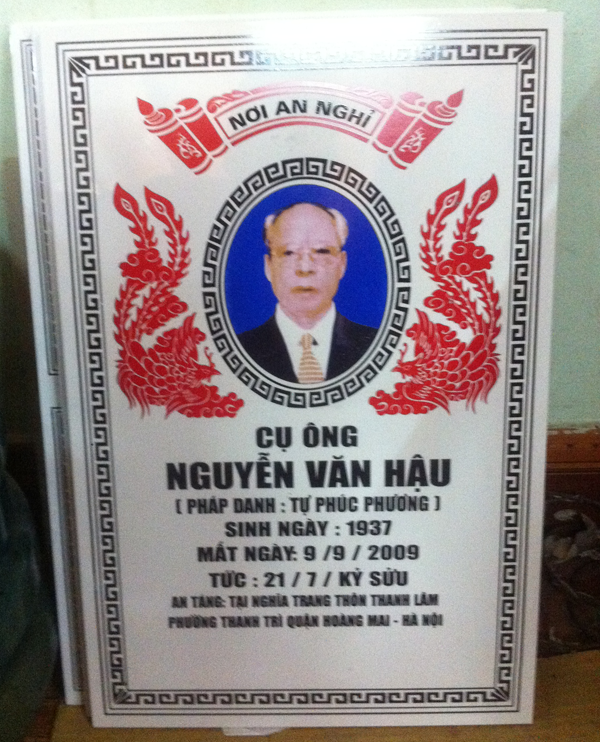 NƠI AN NGHỈ
CỤ ÔNG
NGUYỄN VĂN HẬU
( PHÁP DANH : TỰ PHÚC PHƯƠNG )
SINH NGÀY : 1937
MẤT NGÀY: 9 /9 / 2009
TỨC : 21 / 7 / KỶ SỬU
AN TÁNG: TẠI NGHĨA TRANG THÔN THANH LÂM
PHƯỜNG THANH TRÌ QUẬN HOÀNG MAI - HÀ NỘI